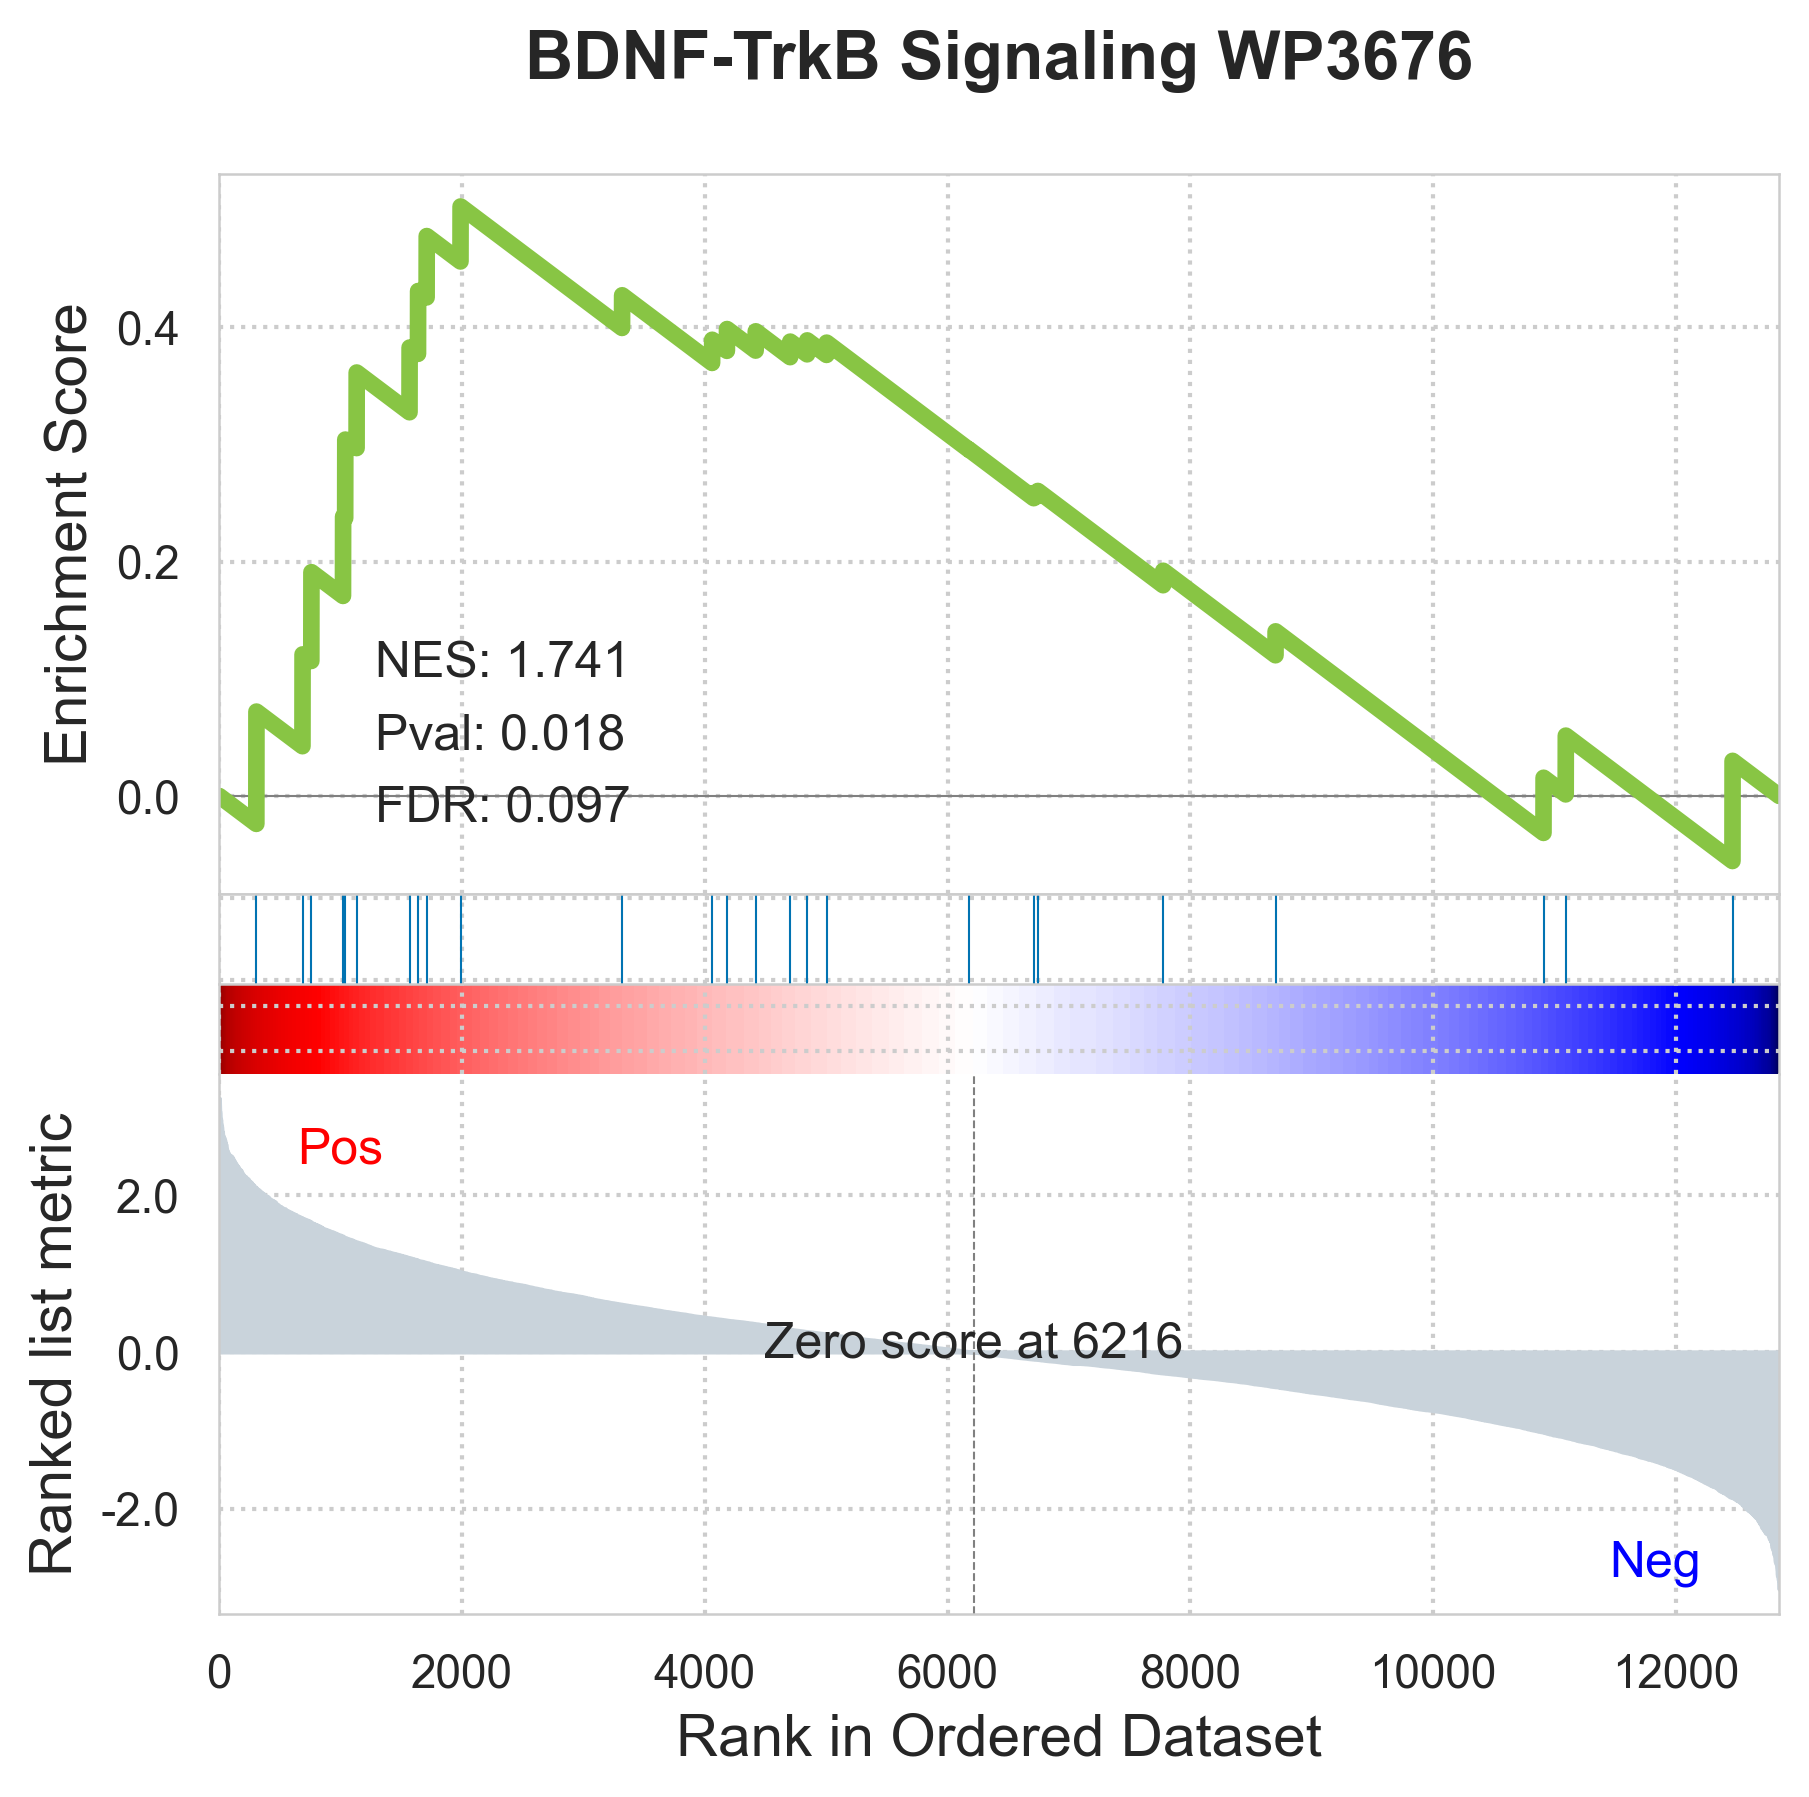 BDNF-TrkB Signaling WP3676
Enrichment Score
0.4
0.2
0.0
NES: 1.741
Pval: 0.018
FDR: 0.097
Ranked list metric
Pos
2.0
0.0
-2.0
Zero score at 6216
Neg
0 2000 4000 6000 8000 10000 12000
Rank in Ordered Dataset